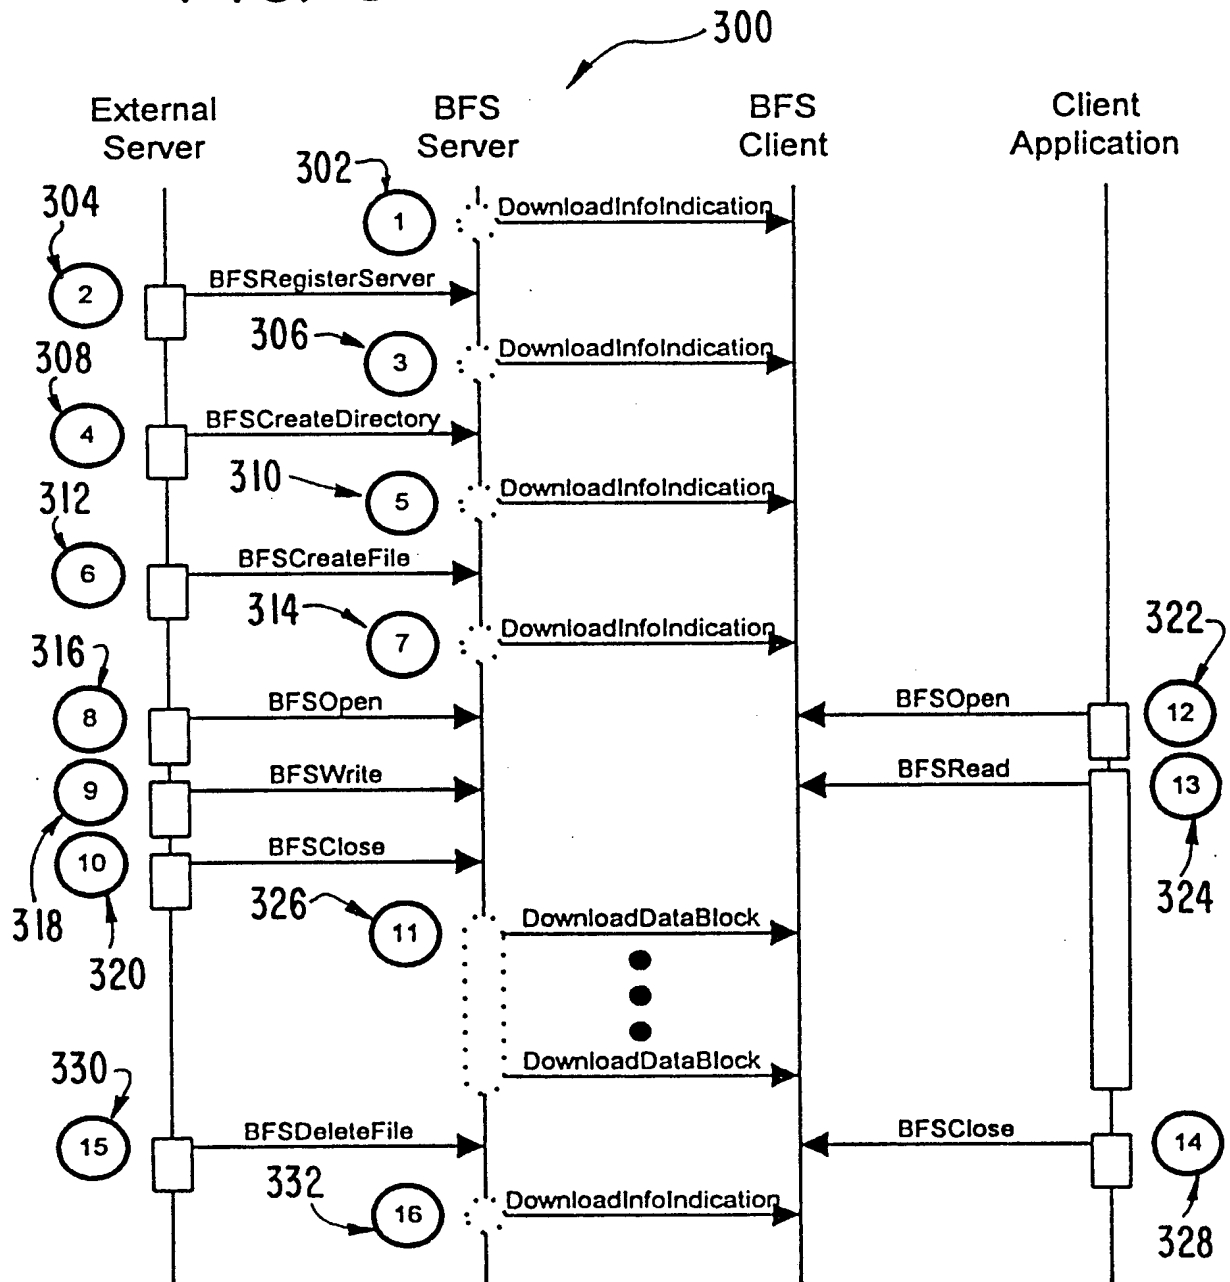 300
External Server
BFS Server
BFS Client
Client Application
302
1
DownloadInfoIndication
304
2
BFSRegisterServer
306
3
DownloadInfoIndication
308
4
BFSCreateDirectory
310
5
DownloadInfoIndication
312
6
BFSCreateFile
314
7
DownloadInfoIndication
316
8
BFSOpen
BFSOpen
322
12
318
9
BFSWrite
BFSRead
13
324
10
320
BFSClose
326
11
DownloadDataBlock
DownloadDataBlock
330
15
BFSDeleteFile
BFSClose
14
328
332
16
DownloadInfoIndication